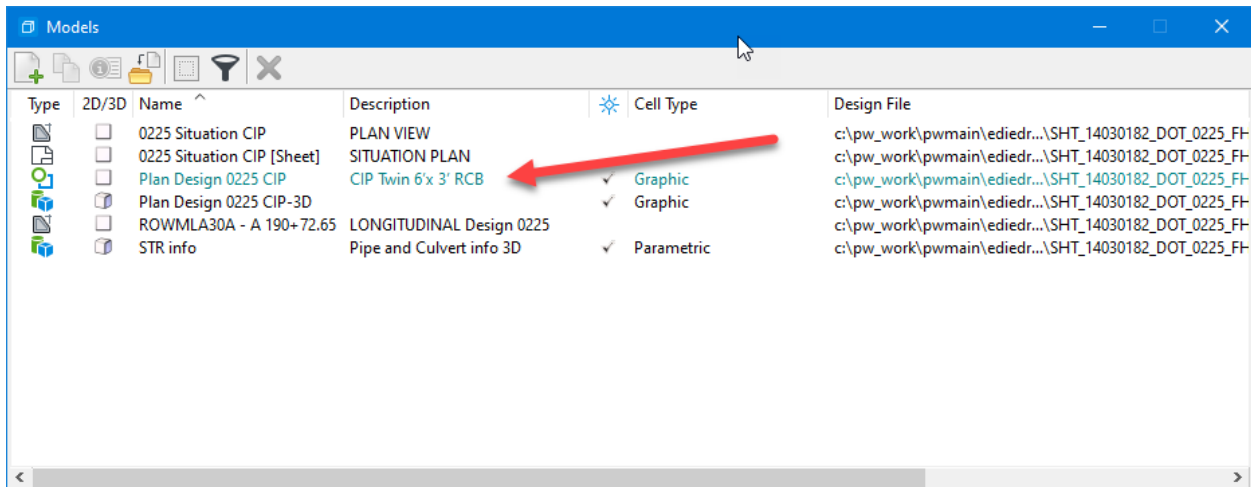 Models
Type 2D/3D Name Description Cell Type Design File
0225 Situation CIP PLAN VIEW c:\pw_work\pwmain\ediedr...\SHT_14030182_DOT_0225_FH
0225 Situation CIP [Sheet] SITUATION PLAN c:\pw_work\pwmain\ediedr...\SHT_14030182_DOT_0225_FH
Plan Design 0225 CIP CIP Twin 6'x 3' RCB Graphic c:\pw_work\pwmain\ediedr...\SHT_14030182_DOT_0225_FH
Plan Design 0225 CIP-3D Graphic c:\pw_work\pwmain\ediedr...\SHT_14030182_DOT_0225_FH
ROWMLA30A - A 190+72.65 LONGITUDINAL Design 0225 c:\pw_work\pwmain\ediedr...\SHT_14030182_DOT_0225_FH
STR info Pipe and Culvert info 3D Parametric c:\pw_work\pwmain\ediedr...\SHT_14030182_DOT_0225_FH